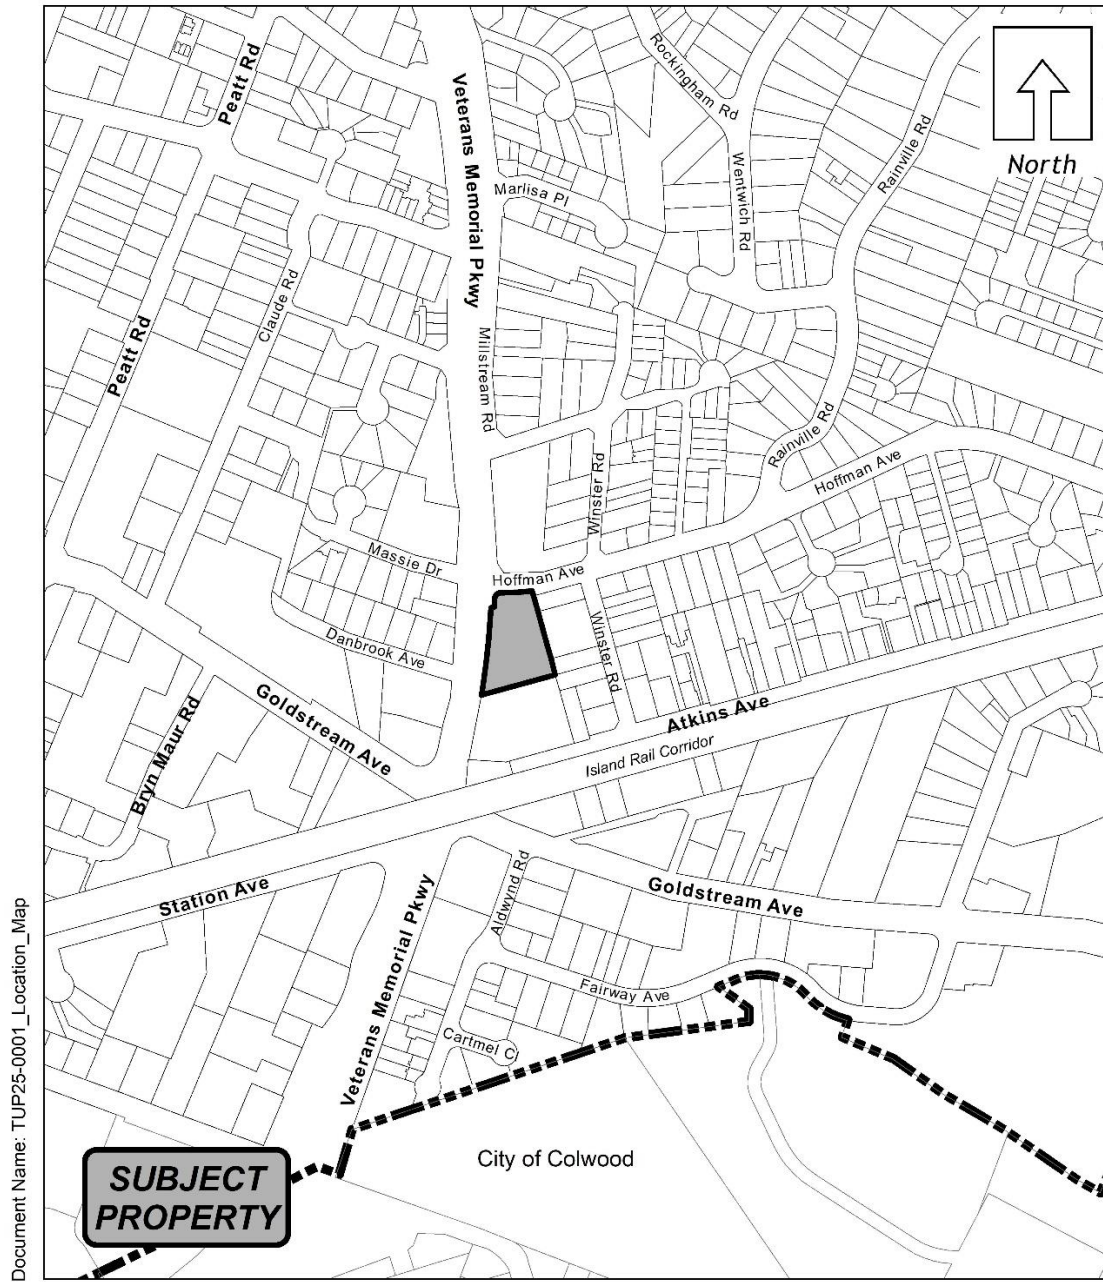 Peatt Rd
Veterans Memorial Pkwy
Rockingham Rd
Rainville Rd
North
Wentwich Rd
Marlisa Pl
Claude Rd
Peatt Rd
Millstream Rd
Rainville Rd
Hoffman Ave
Winster Rd
Massie Dr
Hoffman Ave
Danbrook Ave
Winster Rd
Goldstream Ave
Bryn Maur Rd
Atkins Ave
Island Rail Corridor
Station Ave
Aldwynd Rd
Goldstream Ave
Veterans Memorial Pkwy
Fairway Ave
Cartmel C
City of Colwood
SUBJECT
PROPERTY
Document Name: TUP25-0001_Location_Map